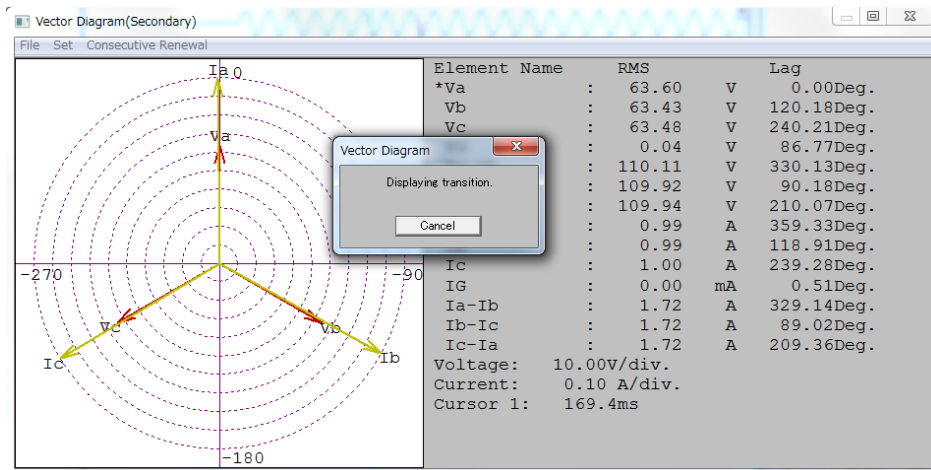 Vector Diagram(Secondary)
File Set Consecutive Renewal
Ia 0
Va
-270
-90
Vc
Vb
Ic
Ib
-180
Element Name RMS Lag
*Va : 63.60 V 0.00Deg.
Vb : 63.43 V 120.18Deg.
Vc : 63.48 V 240.21Deg.
: 0.04 V 86.77Deg.
: 110.11 V 330.13Deg.
: 109.92 V 90.18Deg.
: 109.94 V 210.07Deg.
: 0.99 A 359.33Deg.
: 0.99 A 118.91Deg.
Ic : 1.00 A 239.28Deg.
IG : 0.00 mA 0.51Deg.
Ia-Ib : 1.72 A 329.14Deg.
Ib-Ic : 1.72 A 89.02Deg.
Ic-Ia : 1.72 A 209.36Deg.
Voltage: 10.00V/div.
Current: 0.10 A/div.
Cursor 1: 169.4ms
Vector Diagram
Displaying transition.
Cancel